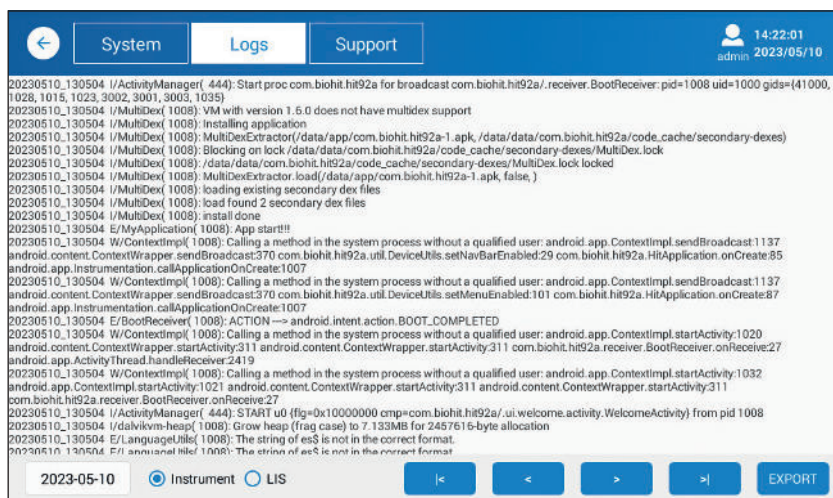 System
Logs
Support
admin
14:22:01
2023/05/10
20230510_130504 I/ActivityManager( 444): Start proc com.biohit.hit92a for broadcast com.biohit.hit92a/.receiver.BootReceiver: pid=1008 uid=1000 gids={41000,
1028, 1015, 1023, 3002, 3001, 3003, 1035}
20230510_130504 I/MultiDex( 1008): VM with version 1.6.0 does not have multidex support
20230510_130504 I/MultiDex( 1008): Installing application
20230510_130504 I/MultiDex( 1008): MultiDexExtractor(/data/app/com.biohit.hit92a-1.apk, /data/data/com.biohit.hit92a/code_cache/secondary-dexes)
20230510_130504 I/MultiDex( 1008): Blocking on lock /data/data/com.biohit.hit92a/code_cache/secondary-dexes/MultiDex.lock
20230510_130504 I/MultiDex( 1008): /data/data/com.biohit.hit92a/code_cache/secondary-dexes/MultiDex.lock locked
20230510_130504 I/MultiDex( 1008): MultiDexExtractor.load(/data/app/com.biohit.hit92a-1.apk, false, )
20230510_130504 I/MultiDex( 1008): loading existing secondary dex files
20230510_130504 I/MultiDex( 1008): load found 2 secondary dex files
20230510_130504 I/MultiDex( 1008): install done
20230510_130504 E/MyApplication( 1008): App start!!!
20230510_130504 W/ContextImpl( 1008): Calling a method in the system process without a qualified user: android.app.ContextImpl.sendBroadcast:1137
android.content.ContextWrapper.sendBroadcast:370 com.biohit.hit92a.util.DeviceUtils.setNavBarEnabled:29 com.biohit.hit92a.HitApplication.onCreate:85
android.app.Instrumentation.callApplicationOnCreate:1007
20230510_130504 W/ContextImpl( 1008): Calling a method in the system process without a qualified user: android.app.ContextImpl.sendBroadcast:1137
android.content.ContextWrapper.sendBroadcast:370 com.biohit.hit92a.util.DeviceUtils.setMenuEnabled:101 com.biohit.hit92a.HitApplication.onCreate:87
android.app.Instrumentation.callApplicationOnCreate:1007
20230510_130504 E/BootReceiver( 1008): ACTION ---> android.intent.action.BOOT_COMPLETED
20230510_130504 W/ContextImpl( 1008): Calling a method in the system process without a qualified user: android.app.ContextImpl.startActivity:1020
android.content.ContextWrapper.startActivity:311 android.content.ContextWrapper.startActivity:311 com.biohit.hit92a.receiver.BootReceiver.onReceive:27
android.app.ActivityThread.handleReceiver:2419
20230510_130504 W/ContextImpl( 1008): Calling a method in the system process without a qualified user: android.app.ContextImpl.startActivity:1032
android.app.ContextImpl.startActivity:1021 android.content.ContextWrapper.startActivity:311 android.content.ContextWrapper.startActivity:311
com.biohit.hit92a.receiver.BootReceiver.onReceive:27
20230510_130504 I/ActivityManager( 444): START u0 {flg=0x10000000 cmp=com.biohit.hit92a/.ui.welcome.activity.WelcomeActivity} from pid 1008
20230510_130504 I/dalvikvm-heap( 1008): Grow heap (frag case) to 7.133MB for 2457616-byte allocation
20230510_130504 E/LanguageUtils( 1008): The string of es$ is not in the correct format.
20230510_130504 E/LanguageUtils( 1008): The string of es$ is not in the correct format.
2023-05-10
Instrument
LIS
|<
<
>
>|
EXPORT